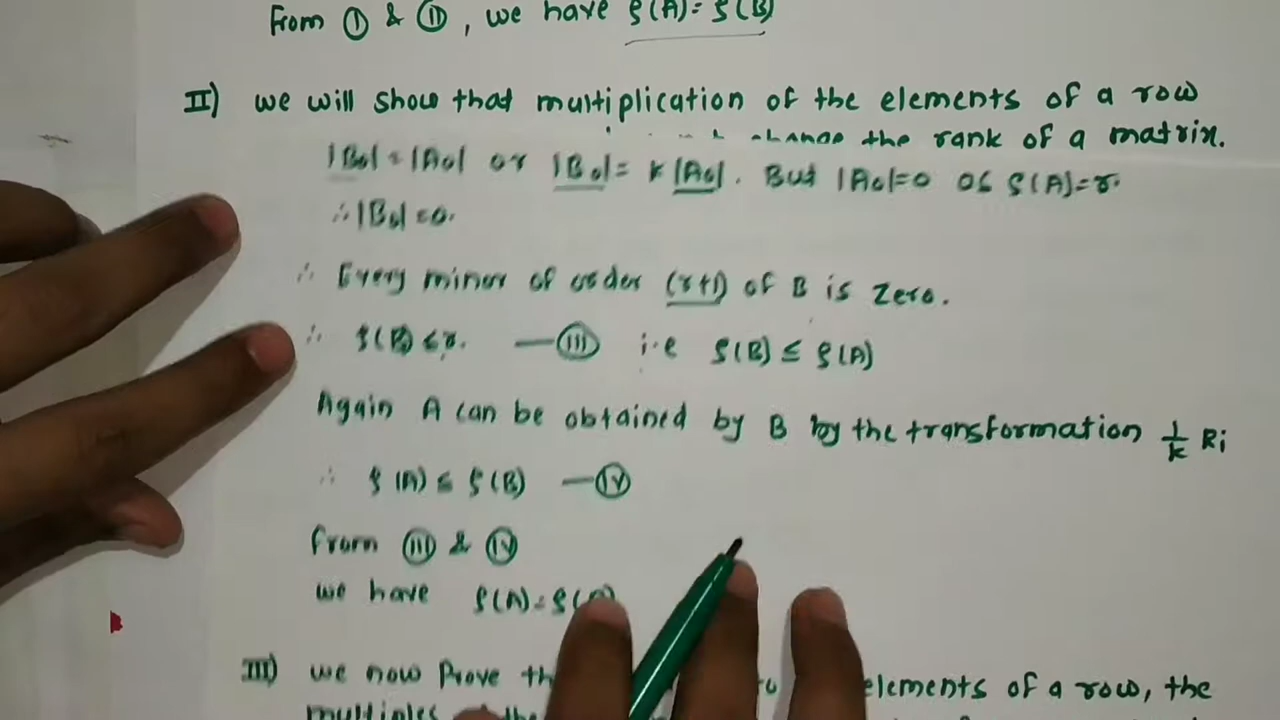 From Ⓘ & Ⓘⓘ, we have ρ(A)=ρ(B)
II) we will show that multiplication of the elements of a row
change the rank of a matrix.
|B₀|=|A₀| or |B₀|= k |A₀|. But |A₀|=0 as ρ(A)=r.
∴|B₀|=0.
∴ Every minor of order (r+1) of B is zero.
∴ ρ(B)≤r. —(III) i.e ρ(B) ≤ ρ(A)
Again A can be obtained by B by the transformation 1/k Ri
∴ ρ(A) ≤ ρ(B) —(IV)
from (III) & (IV)
we have ρ(A)=ρ(
III) we now Prove elements of a row, the
multiples